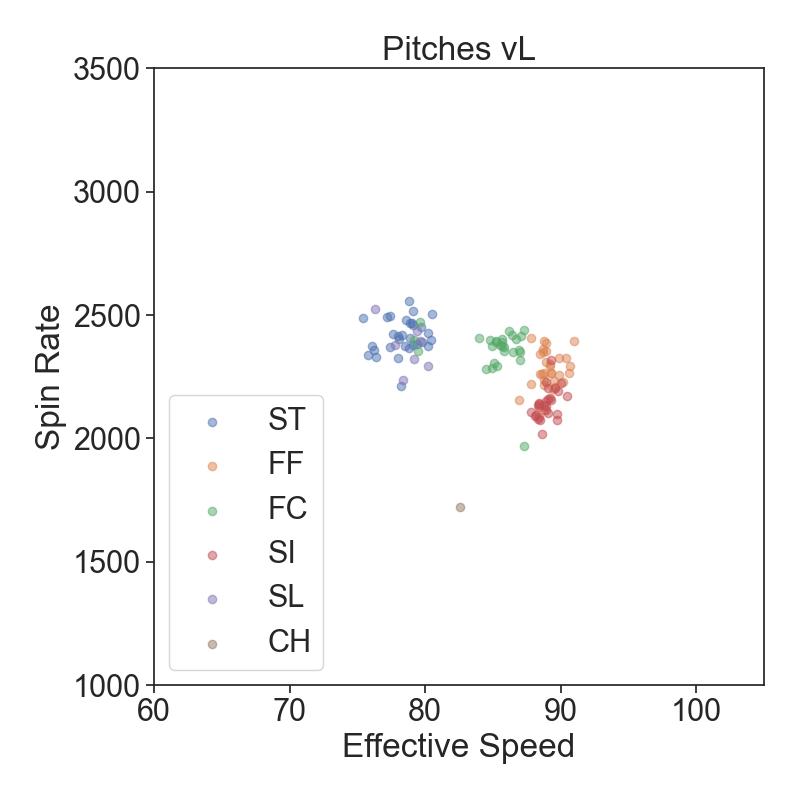 Pitches vL
3500
3000
2500
2000
1500
1000
Spin Rate
ST
FF
FC
SI
SL
CH
60 70 80 90 100
Effective Speed